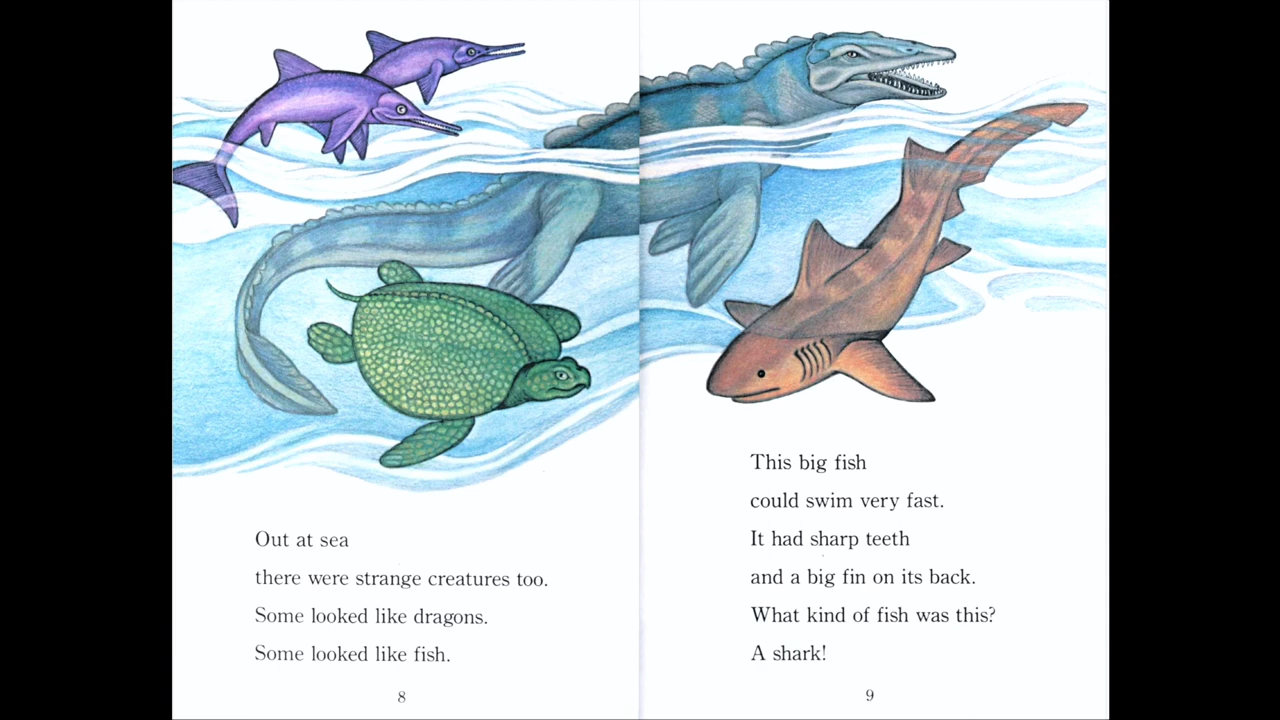 Out at sea
there were strange creatures too.
Some looked like dragons.
Some looked like fish.
8
This big fish
could swim very fast.
It had sharp teeth
and a big fin on its back.
What kind of fish was this?
A shark!
9